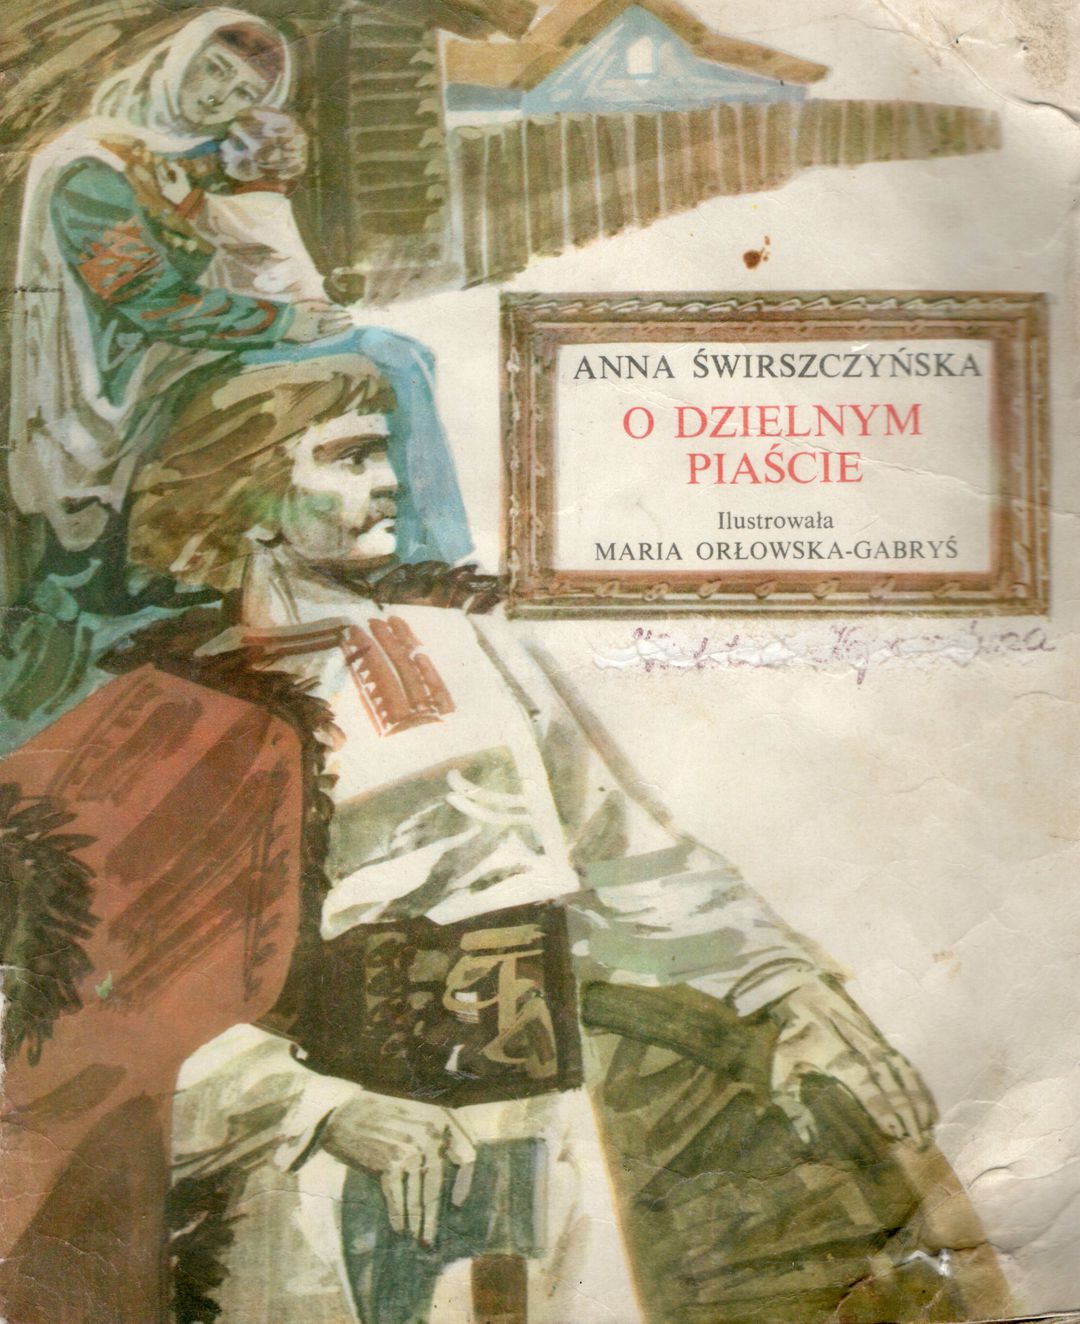 ANNA ŚWIRSZCZYŃSKA
O DZIELNYM
PIAŚCIE
Ilustrowała
MARIA ORŁOWSKA-GABRYŚ